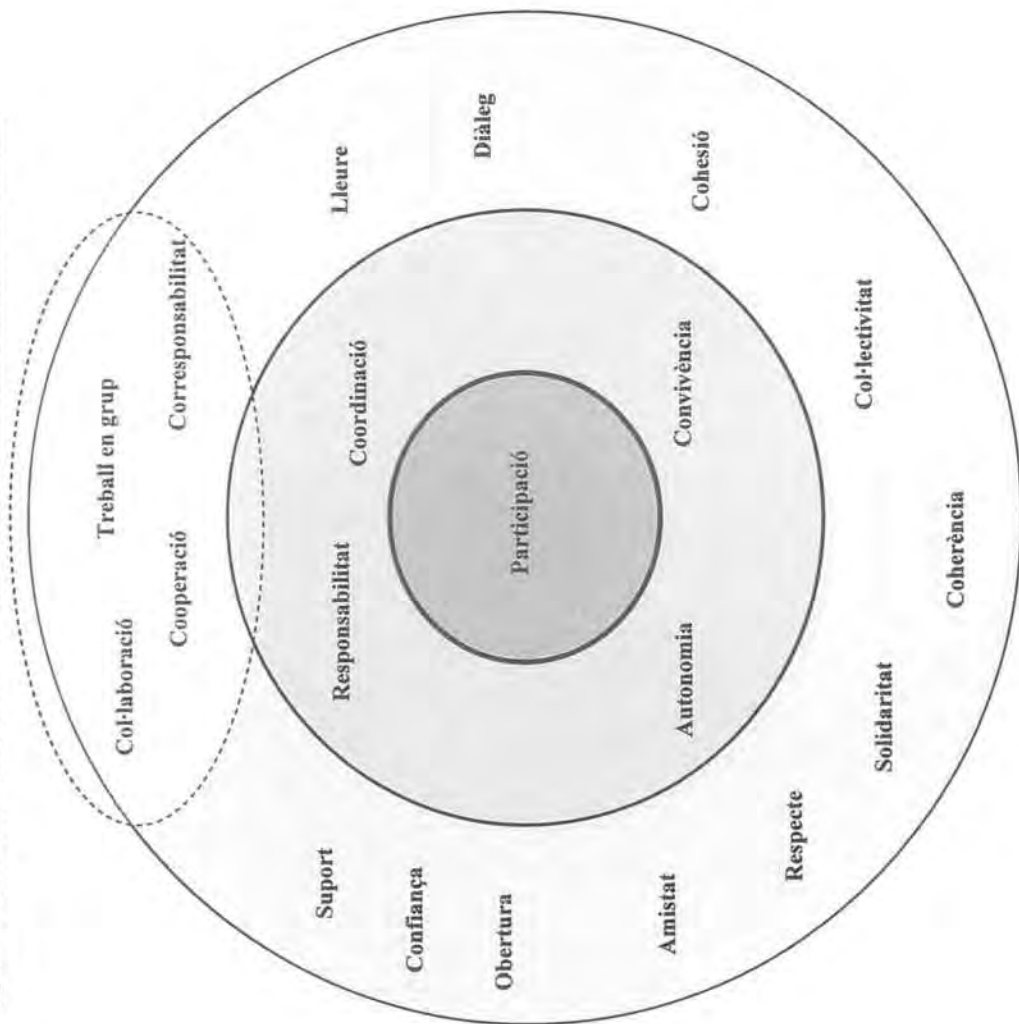 Treball en grup
Col·laboració
Cooperació
Corresponsabilitat
Suport
Lleure
Responsabilitat
Coordinació
Confiança
Diàleg
Obertura
Participació
Amistat
Autonomia
Convivència
Cohesió
Respecte
Col·lectivitat
Solidaritat
Coherència